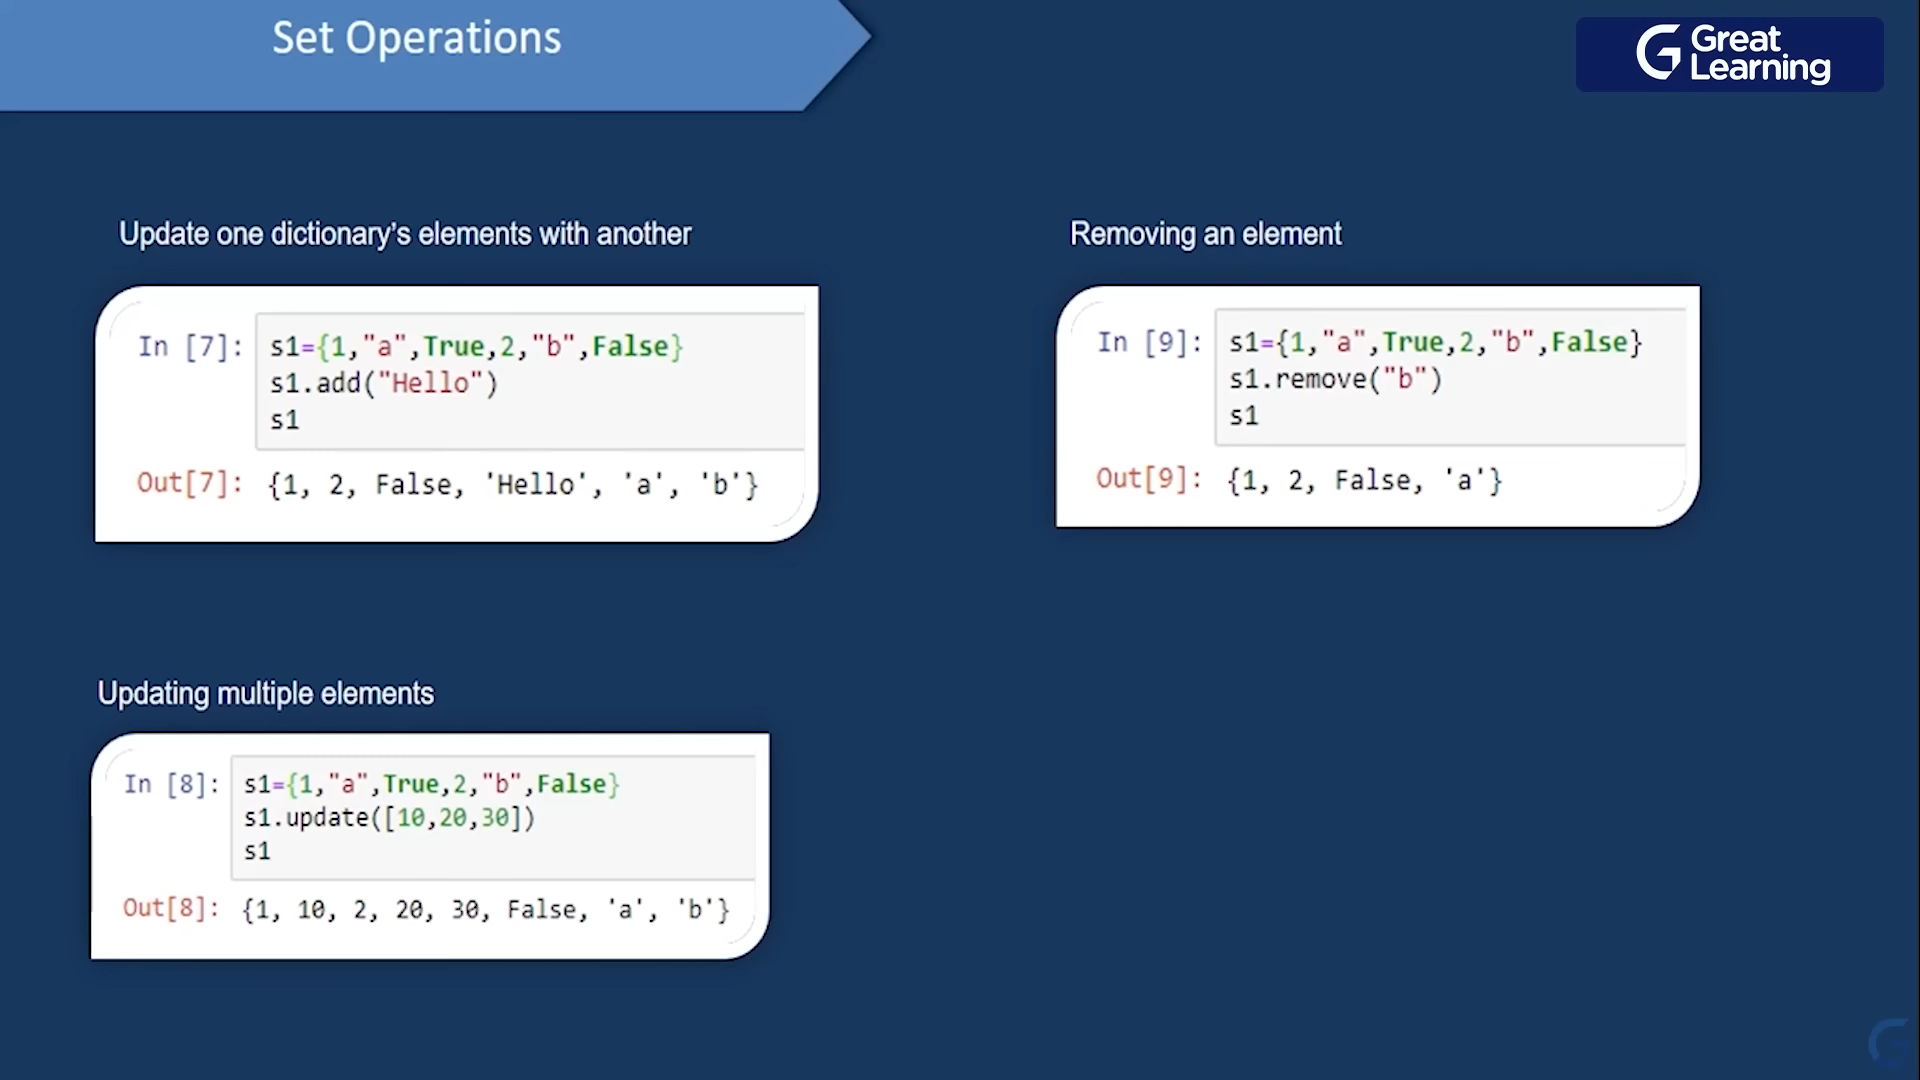 Set Operations
Great
Learning
Update one dictionary’s elements with another
In [7]: s1={1,"a",True,2,"b",False}
s1.add("Hello")
s1
Out[7]: {1, 2, False, 'Hello', 'a', 'b'}
Removing an element
In [9]: s1={1,"a",True,2,"b",False}
s1.remove("b")
s1
Out[9]: {1, 2, False, 'a'}
Updating multiple elements
In [8]: s1={1,"a",True,2,"b",False}
s1.update([10,20,30])
s1
Out[8]: {1, 10, 2, 20, 30, False, 'a', 'b'}